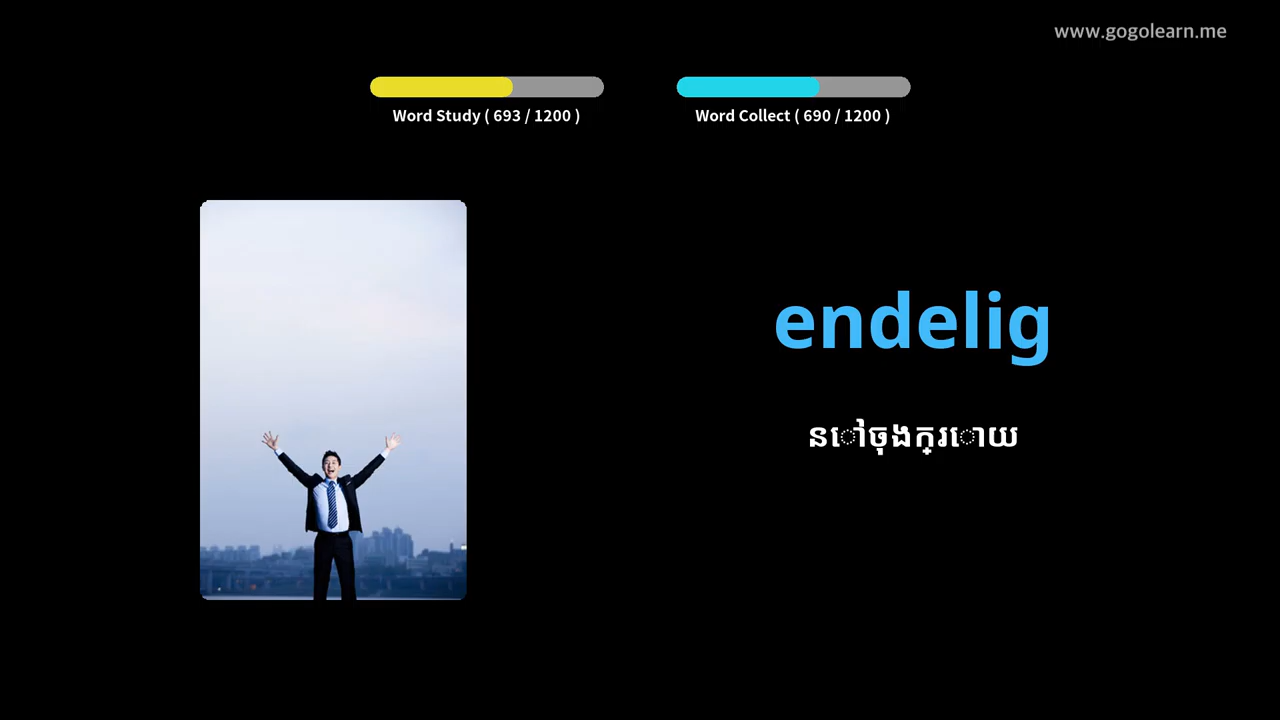 www.gogolearn.me
Word Study ( 693 / 1200 )
Word Collect ( 690 / 1200 )
endelig
នៅចុងក្រោយ